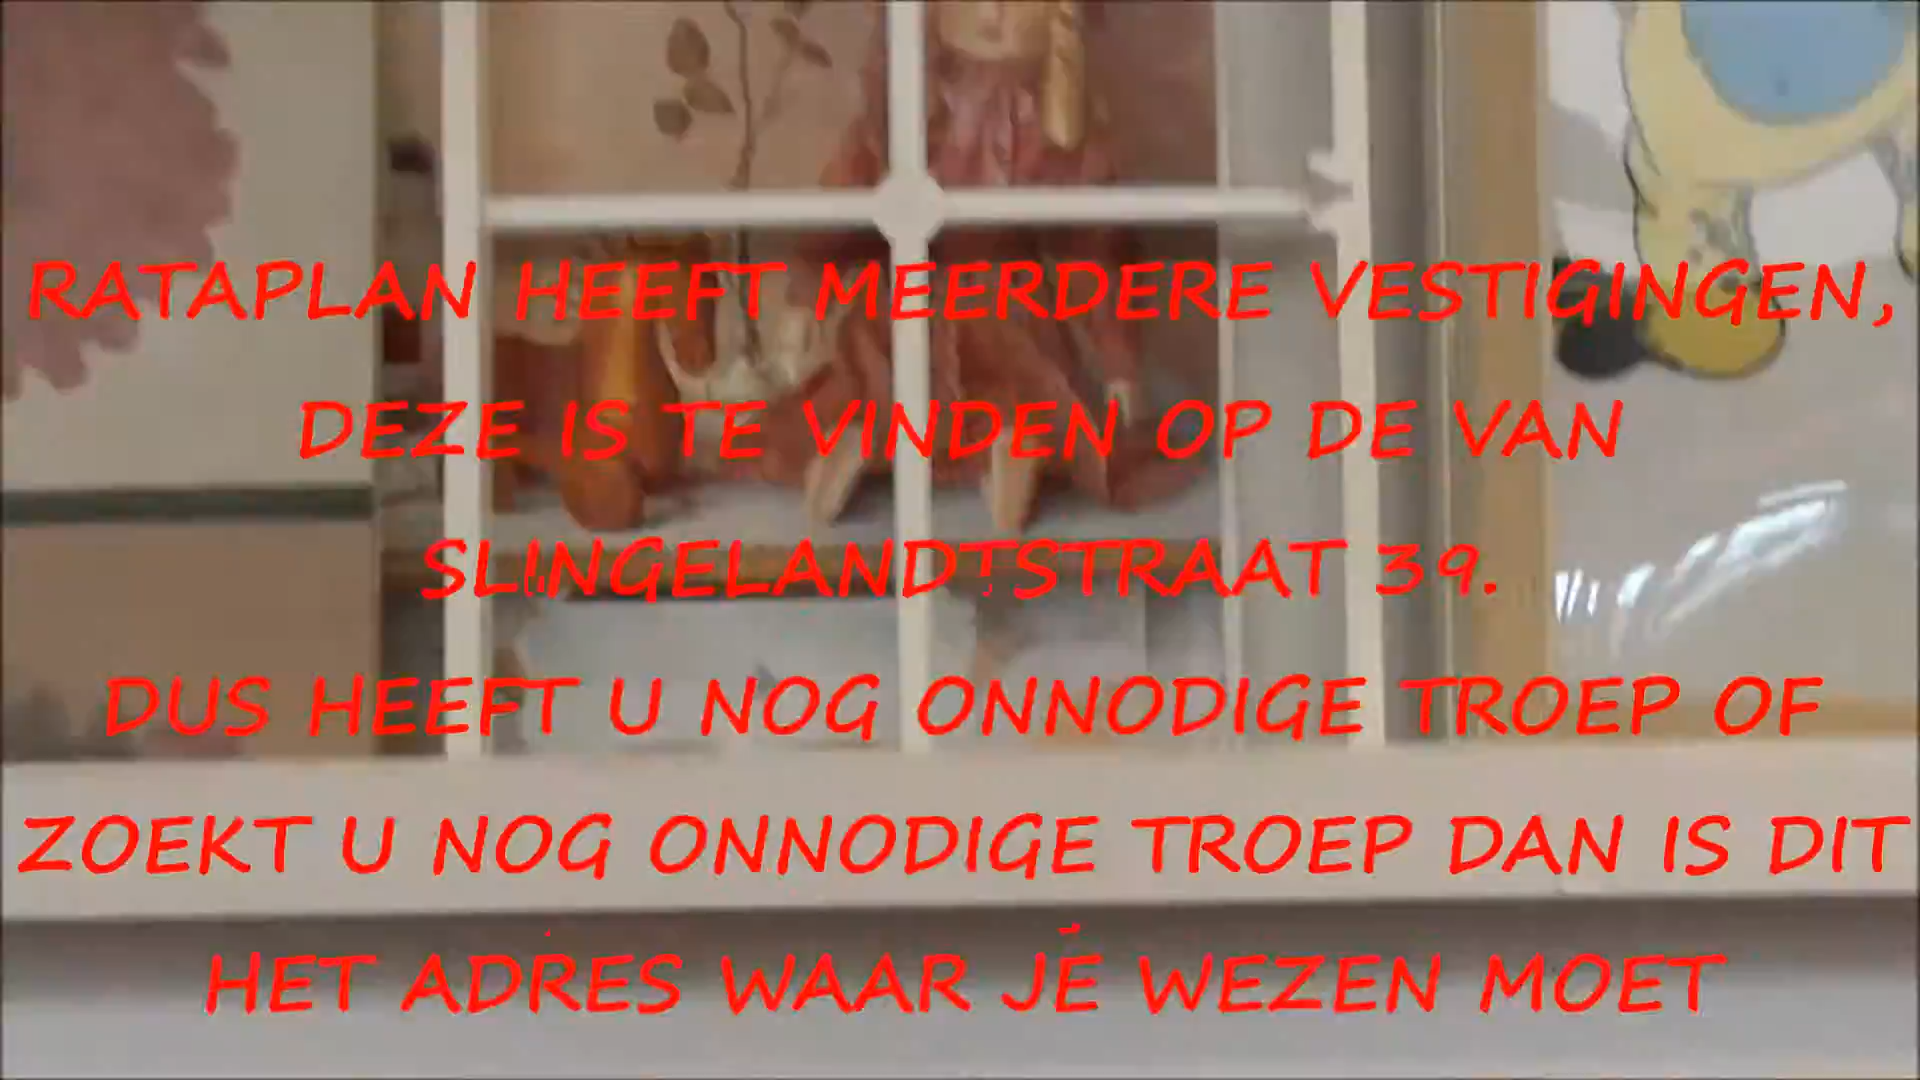 RATAPLAN HEEFT MEERDERE VESTIGINGEN,
DEZE IS TE VINDEN OP DE VAN
SLINGELANDTSTRAAT 39.
DUS HEEFT U NOG ONNODIGE TROEP OF
ZOEKT U NOG ONNODIGE TROEP DAN IS DIT
HET ADRES WAAR JE WEZEN MOET